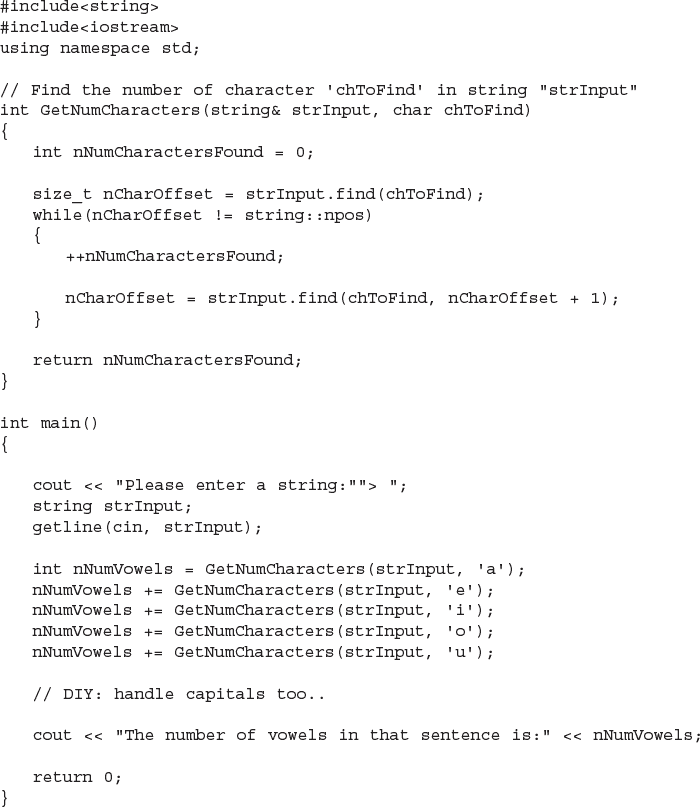 #include<string>
#include<iostream>
using namespace std;

// Find the number of character 'chToFind' in string "strInput"
int GetNumCharacters(string& strInput, char chToFind)
{
   int nNumCharactersFound = 0;

   size_t nCharOffset = strInput.find(chToFind);
   while(nCharOffset != string::npos)
   {
      ++nNumCharactersFound;

      nCharOffset = strInput.find(chToFind, nCharOffset + 1);
   }

   return nNumCharactersFound;
}

int main()
{

   cout << "Please enter a string:""> ";
   string strInput;
   getline(cin, strInput);

   int nNumVowels = GetNumCharacters(strInput, 'a');
   nNumVowels += GetNumCharacters(strInput, 'e');
   nNumVowels += GetNumCharacters(strInput, 'i');
   nNumVowels += GetNumCharacters(strInput, 'o');
   nNumVowels += GetNumCharacters(strInput, 'u');

   // DIY: handle capitals too..

   cout << "The number of vowels in that sentence is:" << nNumVowels;

   return 0;
}